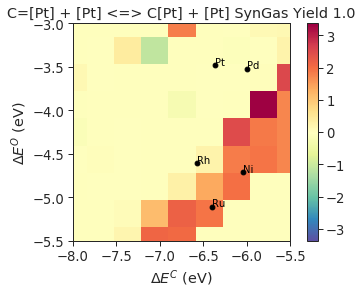 C=[Pt] + [Pt] <=> C[Pt] + [Pt] SynGas Yield 1.0
−3.0
−3.5
−4.0
−4.5
−5.0
−5.5
ΔE^O (eV)
Pt
Pd
Rh
Ni
Ru
−8.0 −7.5 −7.0 −6.5 −6.0 −5.5
ΔE^C (eV)
3
2
1
0
−1
−2
−3